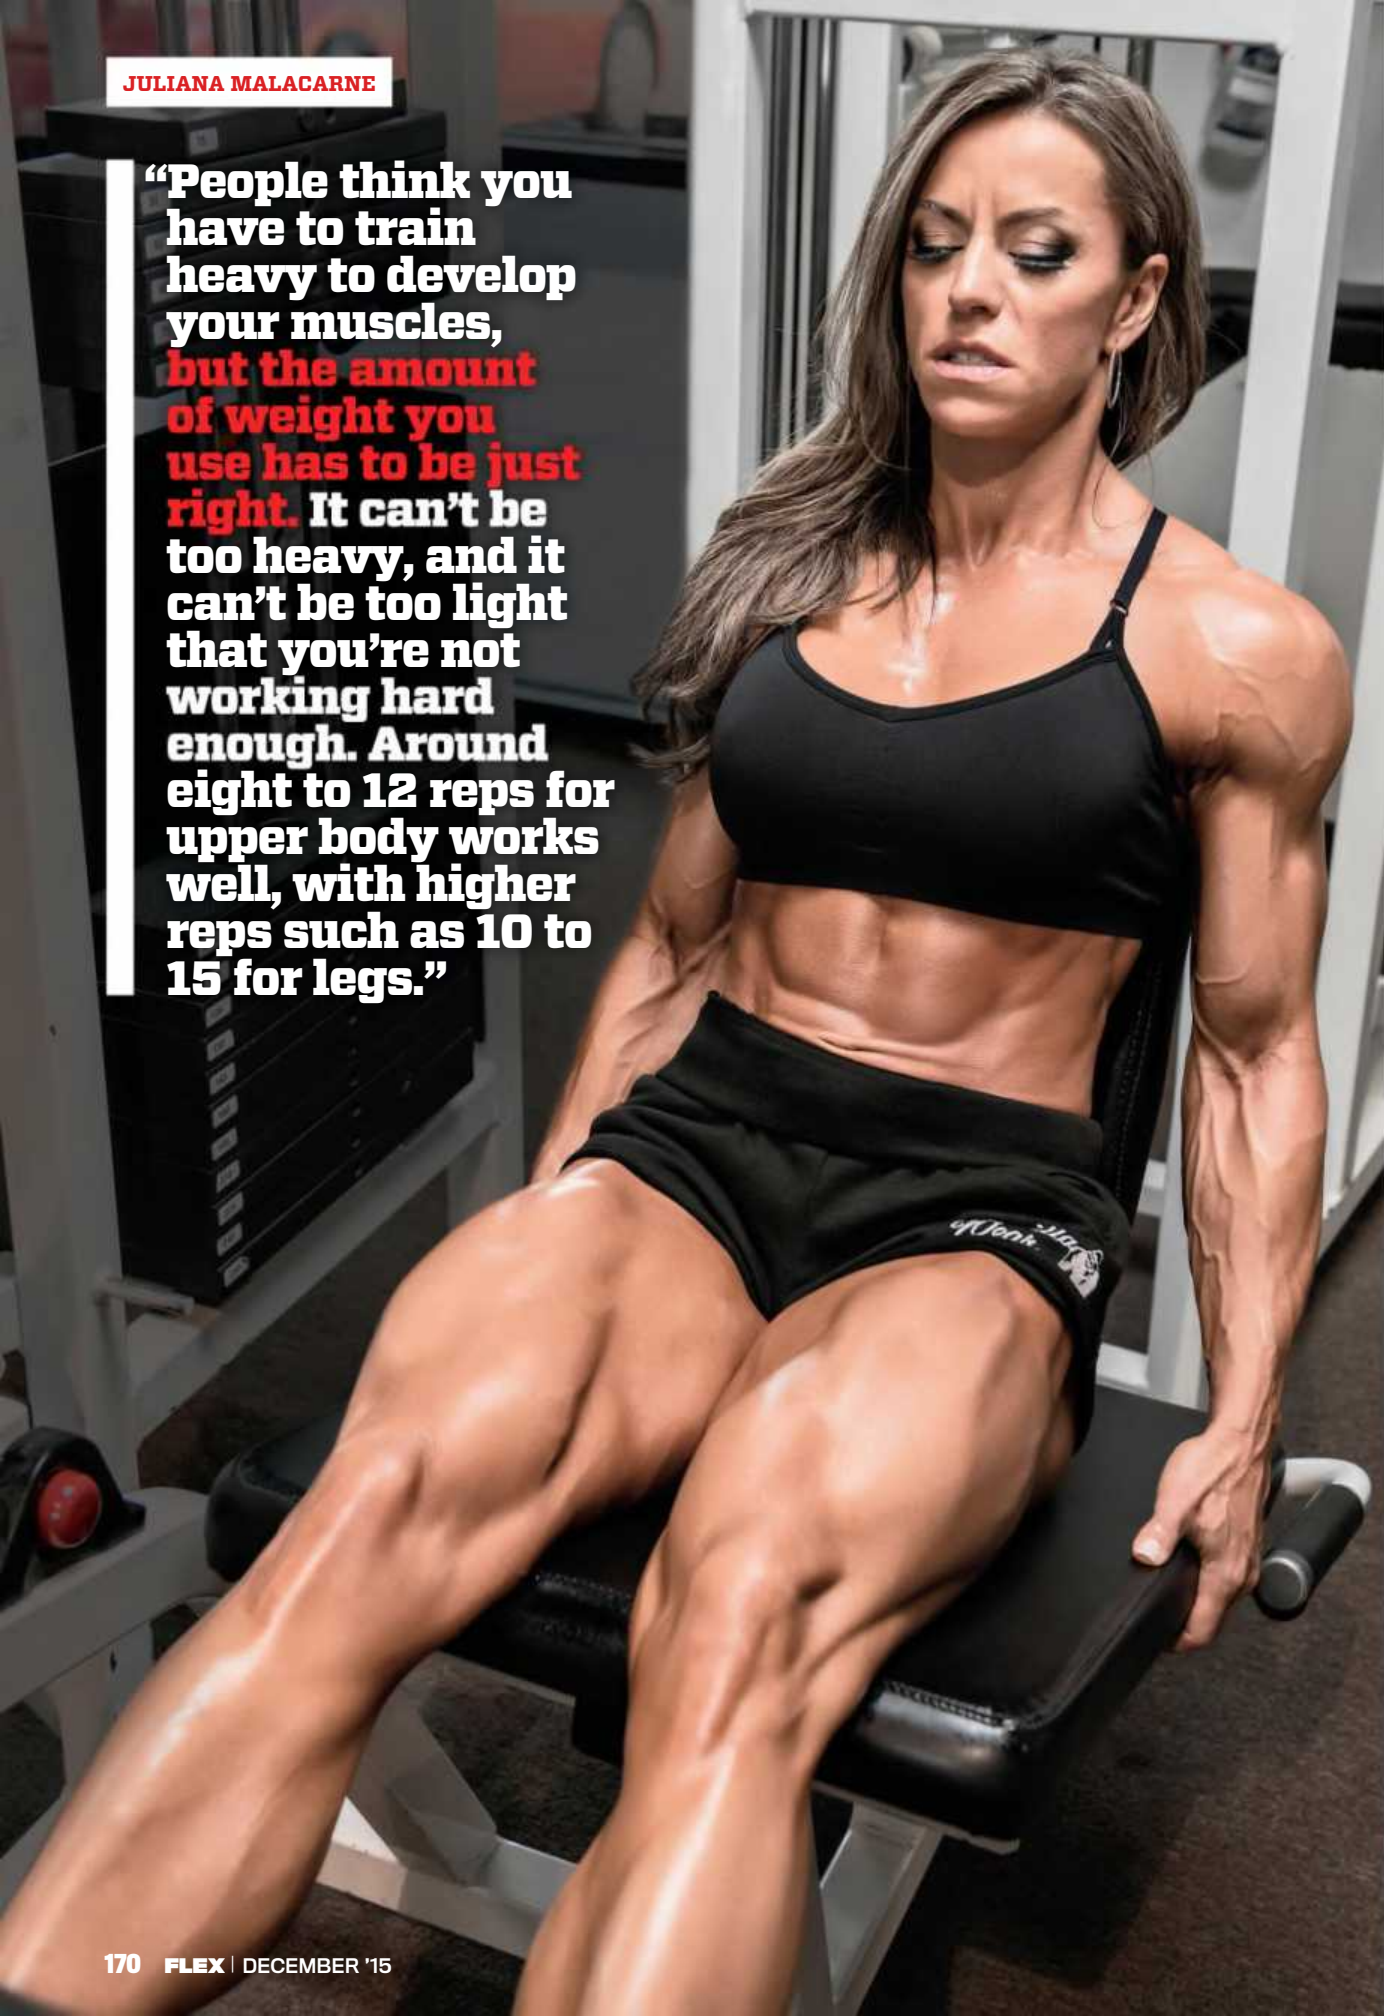 JULIANA MALACARNE
“People think you
have to train
heavy to develop
your muscles,
but the amount
of weight you
use has to be just
right. It can’t be
too heavy, and it
can’t be too light
that you’re not
working hard
enough. Around
eight to 12 reps for
upper body works
well, with higher
reps such as 10 to
15 for legs.”
170 FLEX | DECEMBER ’15